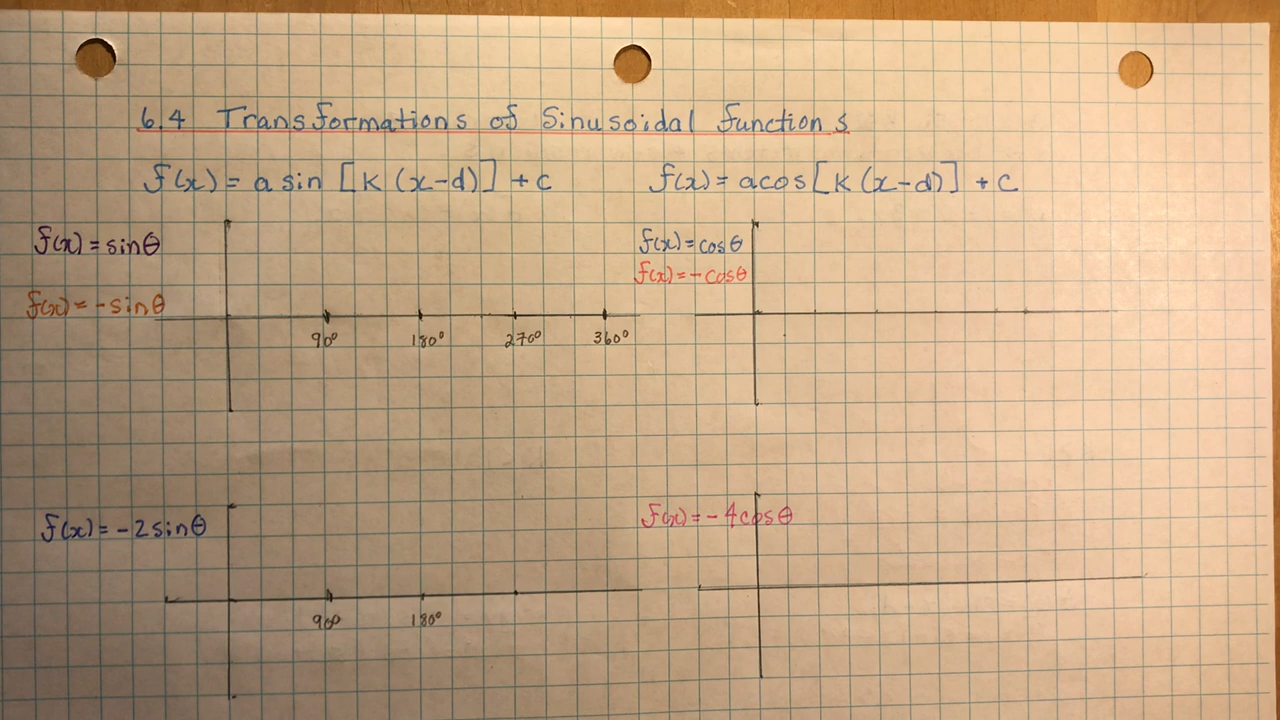 6.4 Transformations of Sinusoidal functions
f(x) = a sin [K (x-d)] + c
f(x) = acos [K (x-d)] + c
f(x) = sinθ
f(x) = -sinθ
90° 180° 270° 360°
f(x) = cosθ
f(x) = -cosθ
f(x) = -2sinθ
90° 180°
f(x) = -4cosθ